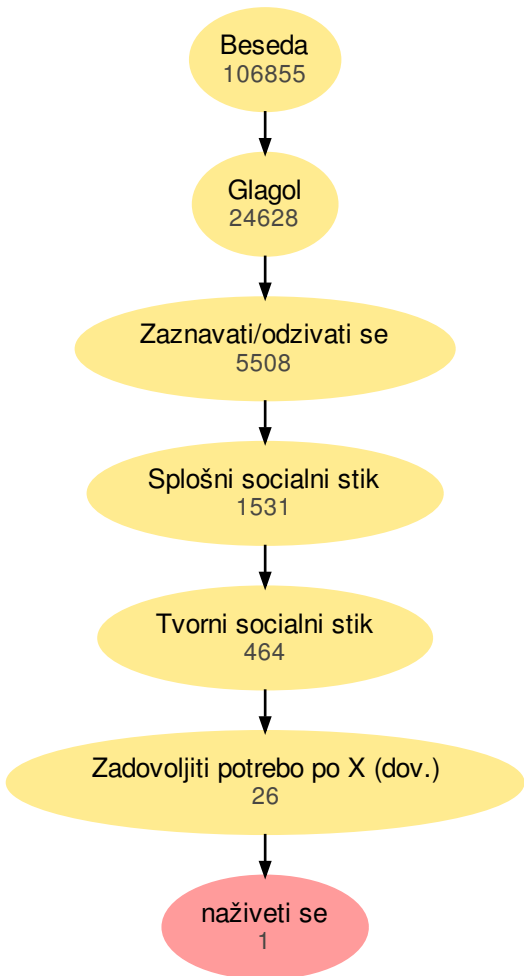 Beseda
106855
Glagol
24628
Zaznavati/odzivati se
5508
Splošni socialni stik
1531
Tvorni socialni stik
464
Zadovoljiti potrebo po X (dov.)
26
naživeti se
1